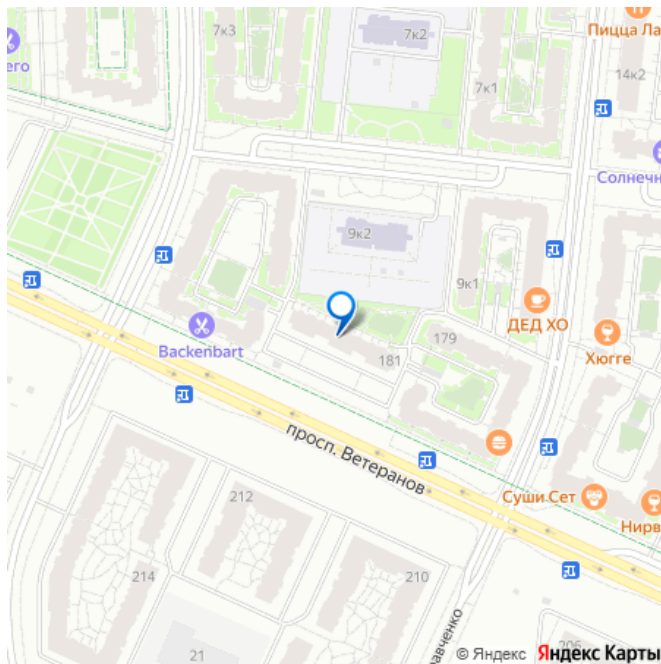 7к3
7к2
Пицца Ла
его
7к1
14к2
Солнечн
9к2
9к1
ДЕД ХО
Backenbart
179
181
Хюгге
просп. Ветеранов
212
Суши Сет
Нирв
214
210
21
206
равченко
© Яндекс
Яндекс Карты